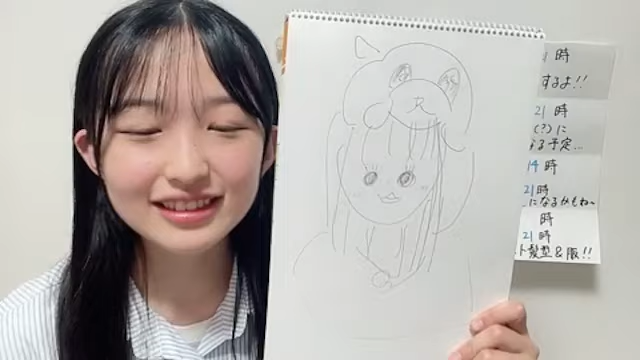 時
するよ!!
21時
(?)に
る予定...
14時
21時
になるかもね〜
時
21時
ト髪型&服!!